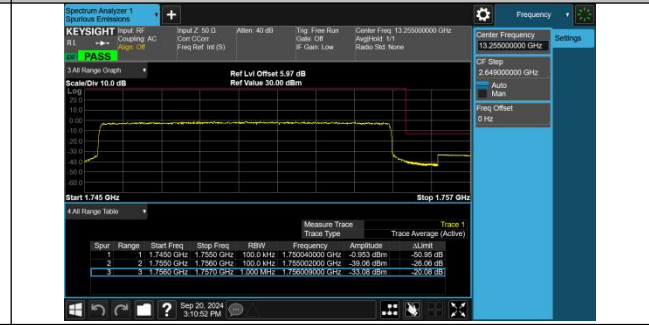 Spectrum Analyzer 1
Spurious Emissions
Frequency
KEYSIGHT
Input: RF
Coupling: AC
Align: Off
Input Z: 50 Ω
Corr CCorr
Freq Ref: Int (S)
Atten: 40 dB
Trig: Free Run
Gate: Off
IF Gain: Low
Center Freq: 13.255000000 GHz
Avg|Hold: 1/1
Radio Std: None
RL
PASS
Center Frequency
13.255000000 GHz
Settings
CF Step
2.649000000 GHz
Auto
Man
Freq Offset
0 Hz
3 All Range Graph
Scale/Div 10.0 dB
Ref Lvl Offset 5.97 dB
Ref Value 30.00 dBm
Log
20.0
10.0
0.00
-10.0
-20.0
-30.0
-40.0
-50.0
-60.0
Start 1.745 GHz
Stop 1.757 GHz
4 All Range Table
Measure Trace Trace 1
Trace Type Trace Average (Active)
Spur Range Start Freq Stop Freq RBW Frequency Amplitude ΔLimit
1 1 1.7450 GHz 1.7550 GHz 100.0 kHz 1.750040000 GHz -0.953 dBm -50.95 dB
2 2 1.7550 GHz 1.7560 GHz 100.0 kHz 1.755002000 GHz -39.06 dBm -26.06 dB
3 3 1.7560 GHz 1.7570 GHz 1.000 MHz 1.756009000 GHz -33.08 dBm -20.08 dB
Sep 20, 2024
3:10:52 PM